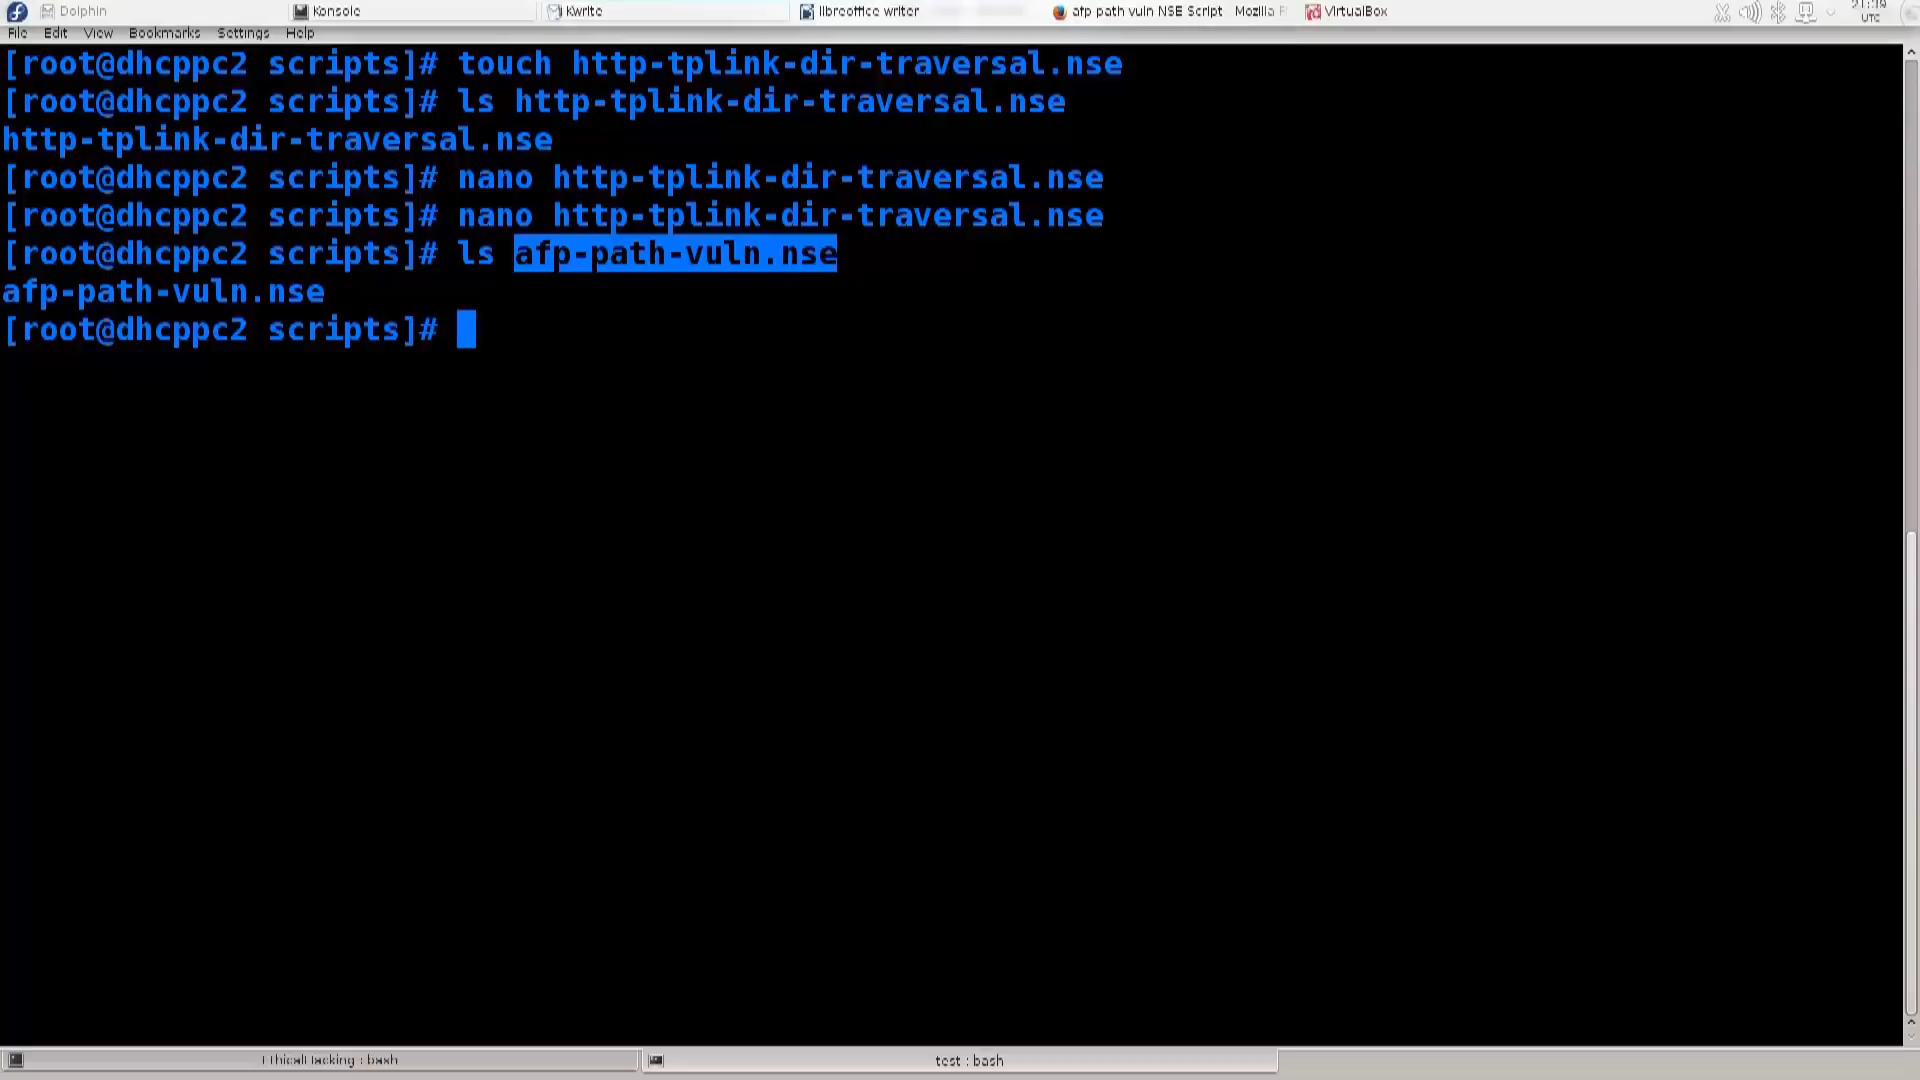 Dolphin Konsole Kwrite libreoffice writer afp path vuln NSE Script Mozilla VirtualBox
UTC
File Edit View Bookmarks Settings Help
[root@dhcppc2 scripts]# touch http-tplink-dir-traversal.nse
[root@dhcppc2 scripts]# ls http-tplink-dir-traversal.nse
http-tplink-dir-traversal.nse
[root@dhcppc2 scripts]# nano http-tplink-dir-traversal.nse
[root@dhcppc2 scripts]# nano http-tplink-dir-traversal.nse
[root@dhcppc2 scripts]# ls afp-path-vuln.nse
afp-path-vuln.nse
[root@dhcppc2 scripts]#
EthicalHacking : bash test : bash